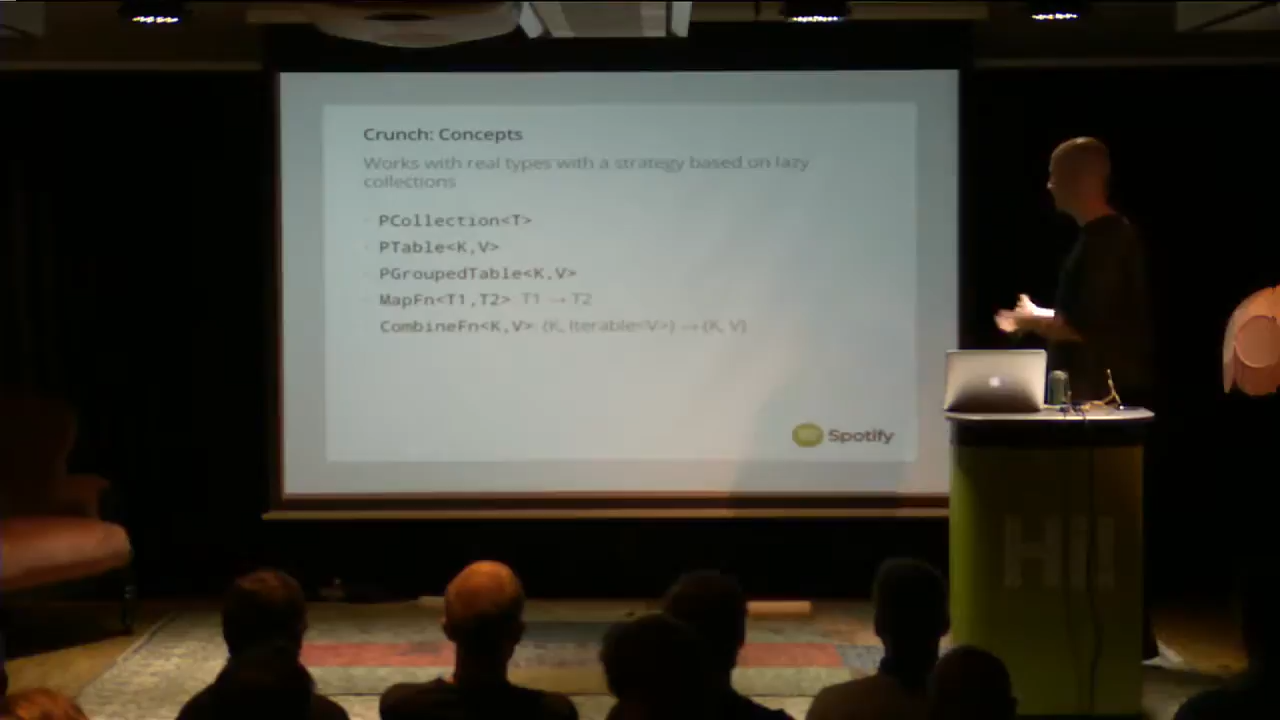 Crunch: Concepts
Works with real types with a strategy based on lazy
collections
PCollection<T>
PTable<K,V>
PGroupedTable<K,V>
MapFn<T1,T2> T1 → T2
CombineFn<K,V> (K, Iterable<V>) → (K, V)
Spotify
HI!